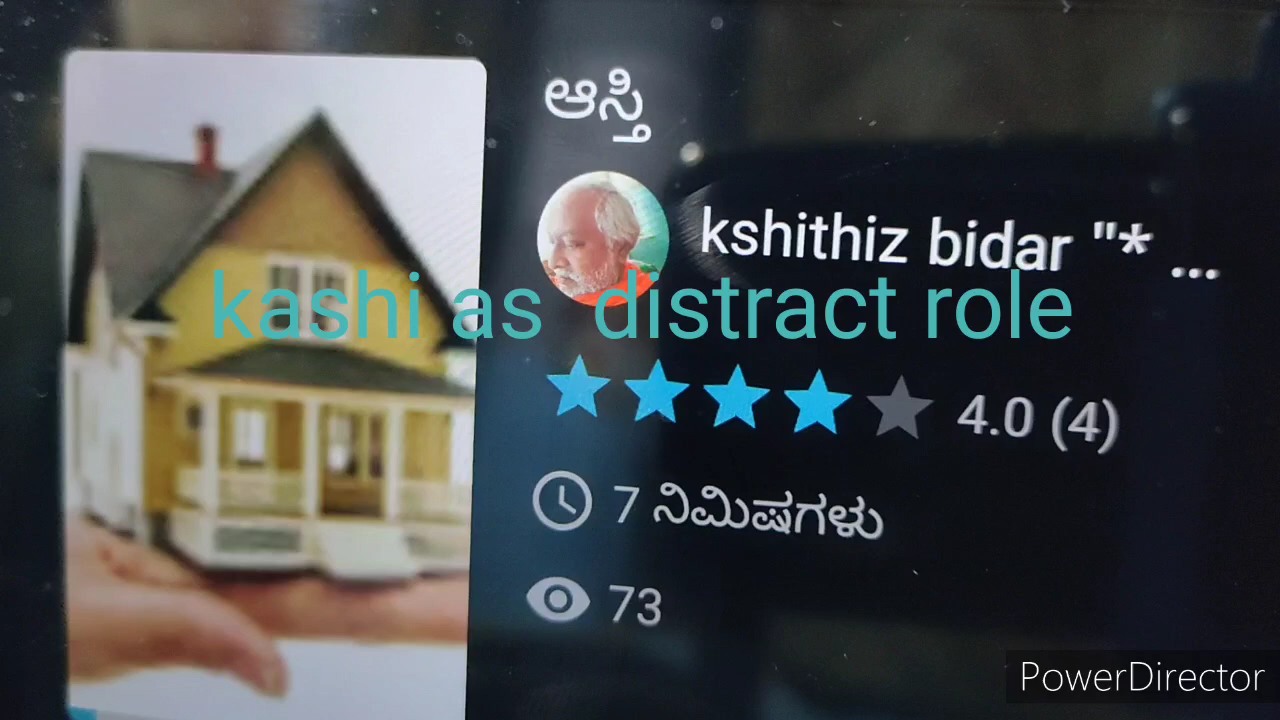 ಆಸ್ತಿ
kshithiz bidar "* ...
kashi as distract role
4.0 (4)
7 ನಿಮಿಷಗಳು
73
PowerDirector